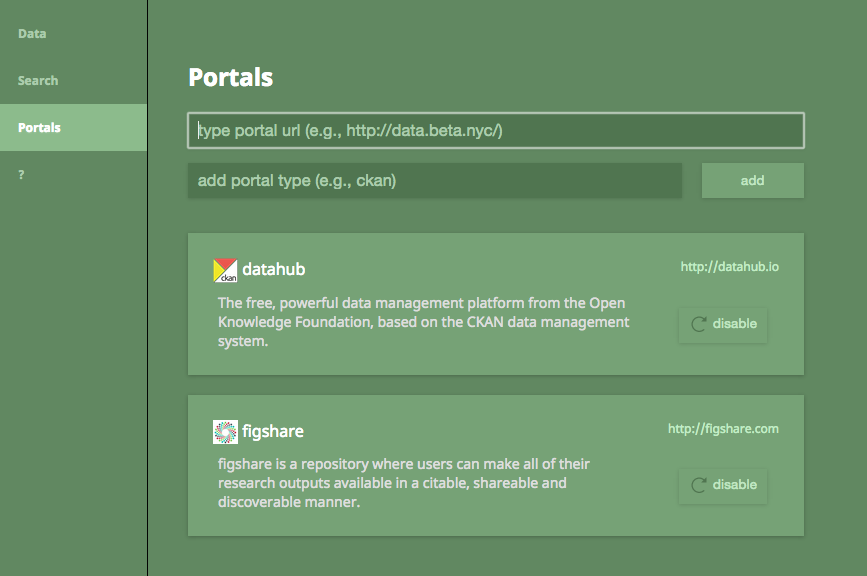 Data
Search
Portals
?
Portals
type portal url (e.g., http://data.beta.nyc/)
add portal type (e.g., ckan)
add
ckan
datahub
http://datahub.io
The free, powerful data management platform from the Open
Knowledge Foundation, based on the CKAN data management
system.
disable
figshare
http://figshare.com
figshare is a repository where users can make all of their
research outputs available in a citable, shareable and
discoverable manner.
disable